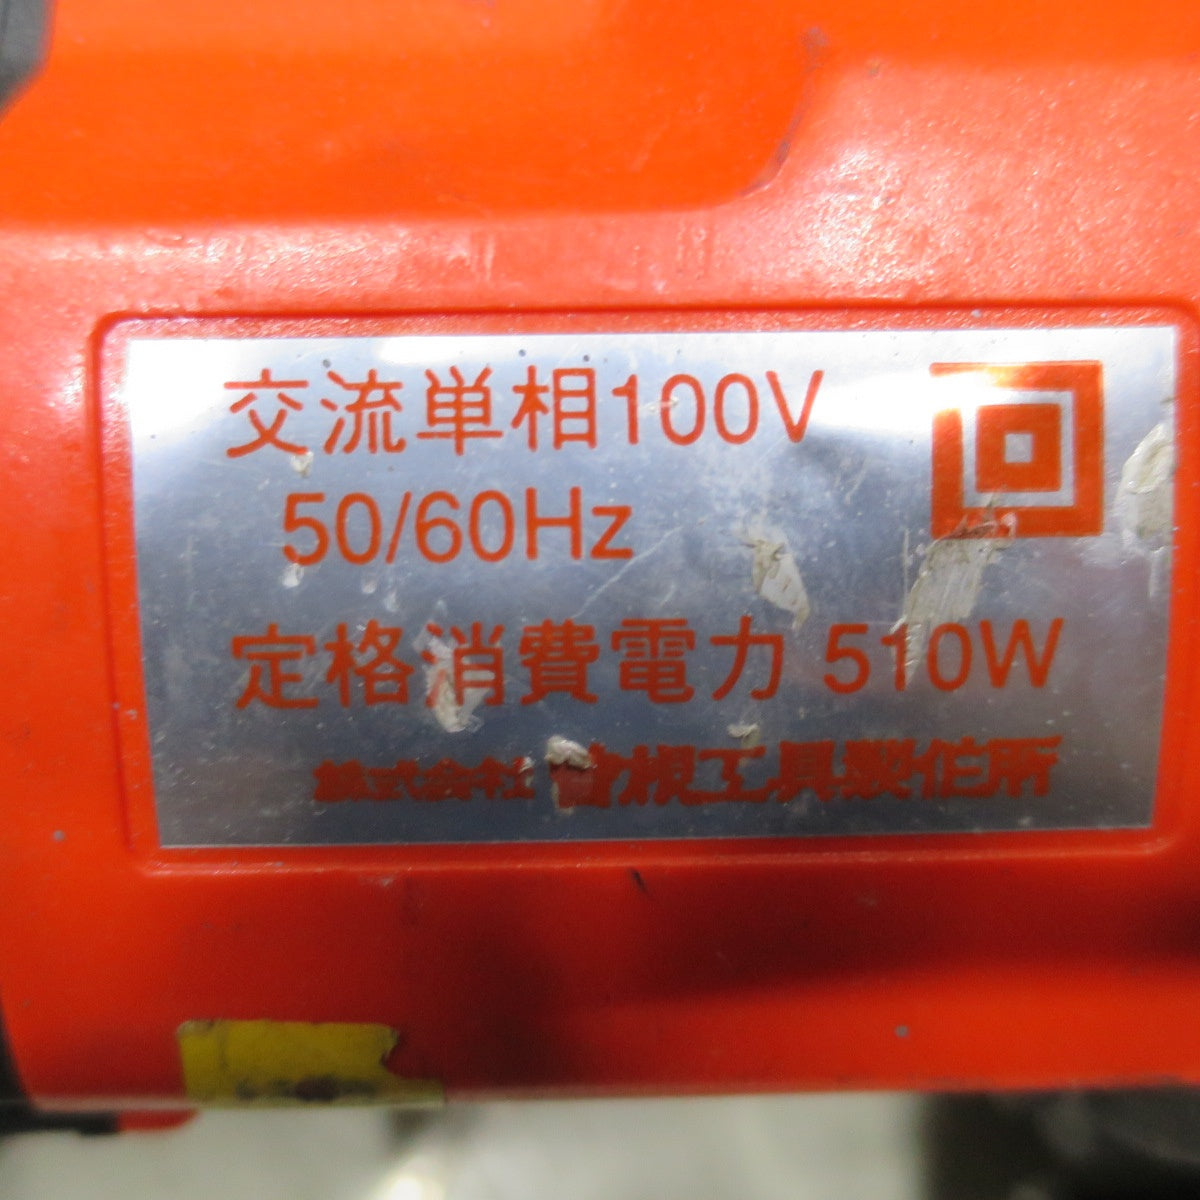 交流単相100V
50/60Hz
定格消費電力 510W
株式会社 曽根工具製作所